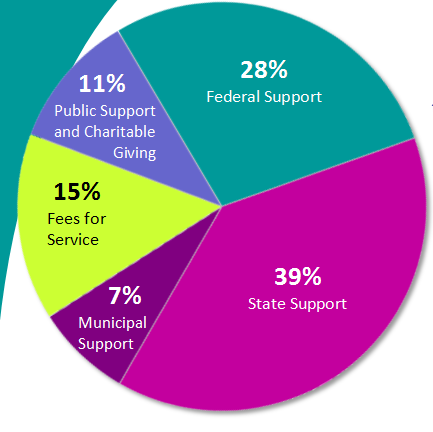 28%
Federal Support
11%
Public Support
and Charitable
Giving
15%
Fees for
Service
39%
State Support
7%
Municipal
Support